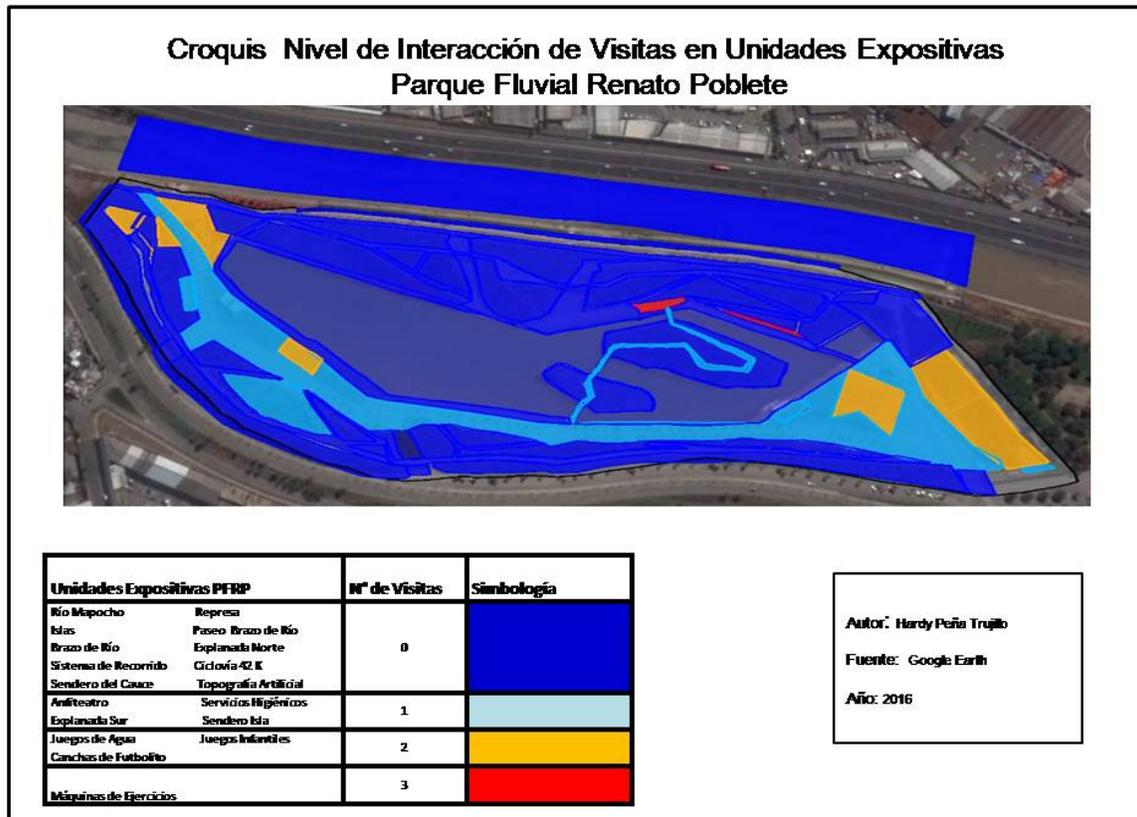 Croquis Nivel de Interacción de Visitas en Unidades Expositivas
Parque Fluvial Renato Poblete
Unidades Expositivas PFRP N° de Visitas Simbología
Río Mapocho Represa
Islas Paseo Brazo de Río
Brazo de Río Explanada Norte
0
Sistema de Recorrido Ciclovía 42 K
Sendero del Cauce Topografía Artificial
Anfiteatro Servicios Higiénicos
1
Explanada Sur Sendero Isla
Juegos de Agua Juegos Infantiles
2
Canchas de Futbolito
3
Máquinas de Ejercicios
Autor: Hardy Peña Trujillo
Fuente: Google Earth
Año: 2016